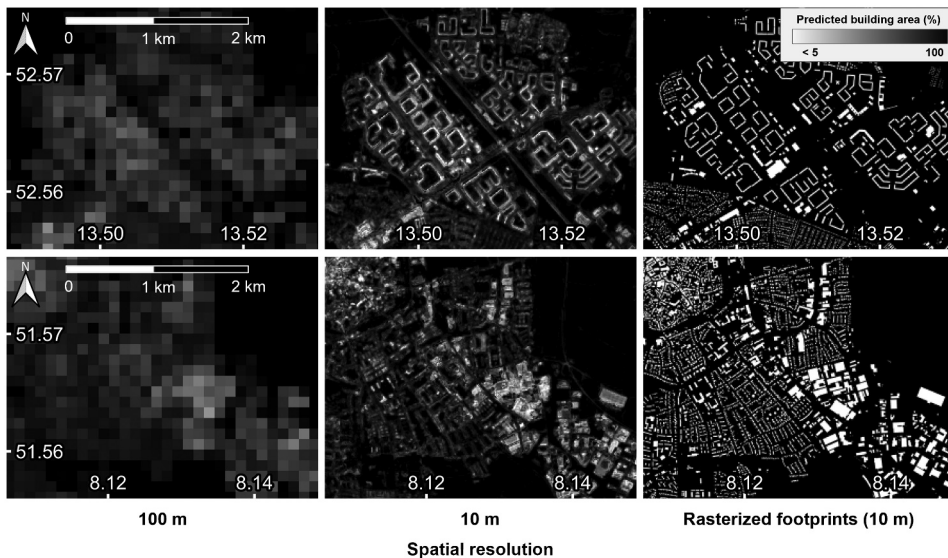 N
0 1 km 2 km
52.57
52.56
13.50 13.52
13.50 13.52
Predicted building area (%)
< 5 100
13.50 13.52
N
0 1 km 2 km
51.57
51.56
8.12 8.14
8.12 8.14
8.12 8.14
100 m 10 m Rasterized footprints (10 m)
Spatial resolution